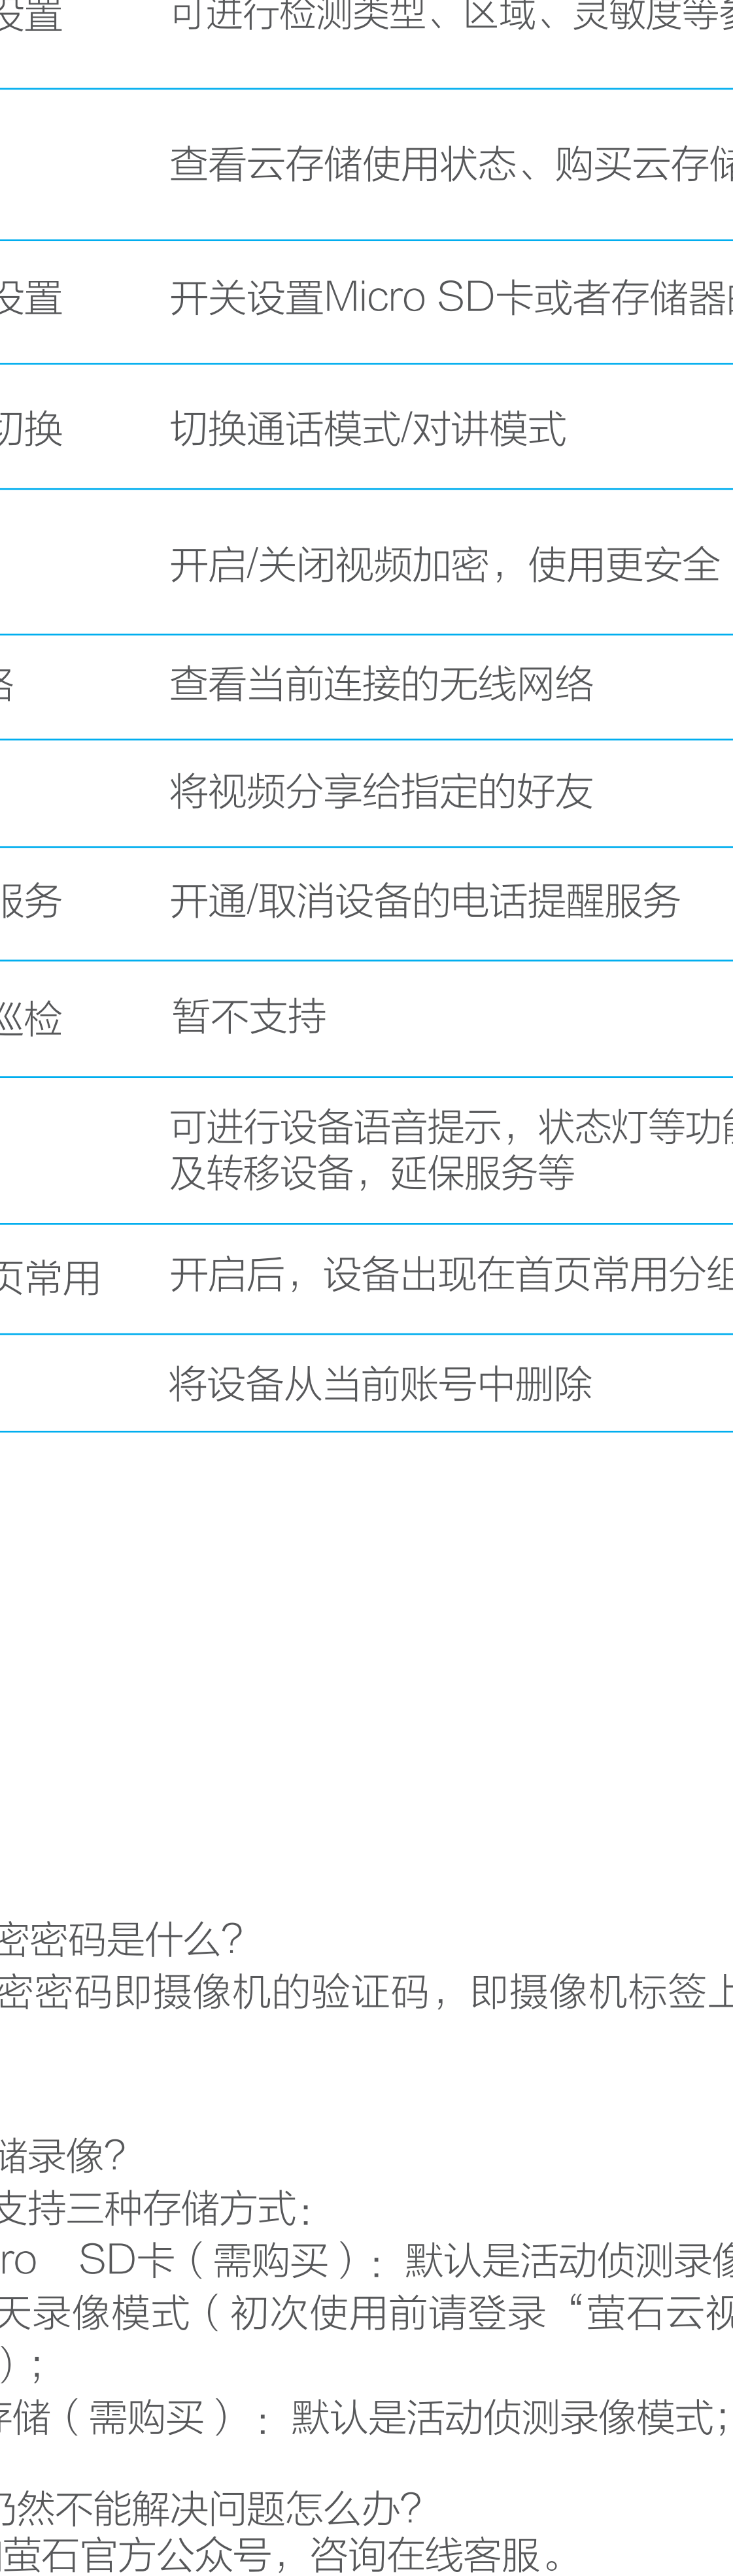 设置 可进行检测类型、区域、灵敏度等参
查看云存储使用状态、购买云存储
设置 开关设置Micro SD卡或者存储器的
切换 切换通话模式/对讲模式
开启/关闭视频加密，使用更安全
络 查看当前连接的无线网络
将视频分享给指定的好友
服务 开通/取消设备的电话提醒服务
巡检 暂不支持
可进行设备语音提示，状态灯等功能
及转移设备，延保服务等
页常用 开启后，设备出现在首页常用分组
将设备从当前账号中删除
密密码是什么？
密密码即摄像机的验证码，即摄像机标签上
储录像？
支持三种存储方式：
ro SD卡（需购买）：默认是活动侦测录像
天录像模式（初次使用前请登录“萤石云视
）；
存储（需购买）：默认是活动侦测录像模式；
仍然不能解决问题怎么办？
萤石官方公众号，咨询在线客服。